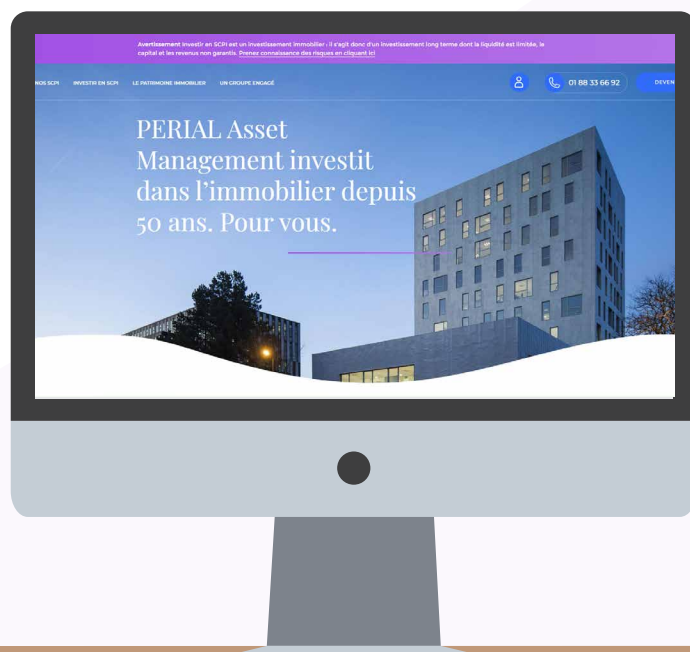 Avertissement Investir en SCPI est un investissement immobilier : il s'agit donc d'un investissement long terme dont la liquidité est limitée, le
capital et les revenus non garantis. Prenez connaissance des risques en cliquant ici
NOS SCPI INVESTIR EN SCPI LE PATRIMOINE IMMOBILIER UN GROUPE ENGAGÉ 01 88 33 66 92 DEVEN
PERIAL Asset
Management investit
dans l'immobilier depuis
50 ans. Pour vous.